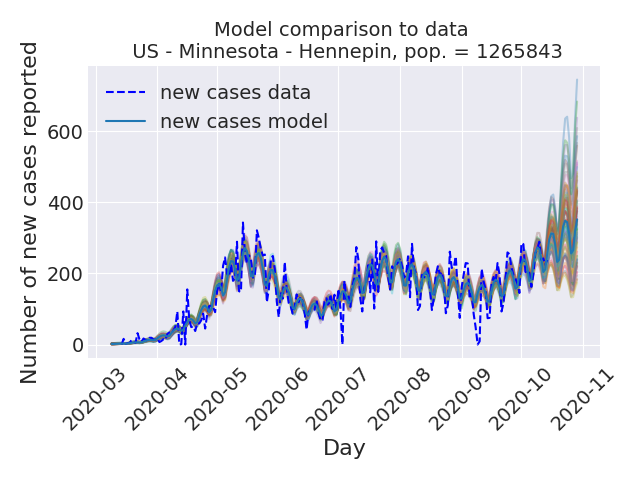 Model comparison to data
US - Minnesota - Hennepin, pop. = 1265843
Number of new cases reported
new cases data
new cases model
600
400
200
0
2020-03
2020-04
2020-05
2020-06
2020-07
2020-08
2020-09
2020-10
2020-11
Day